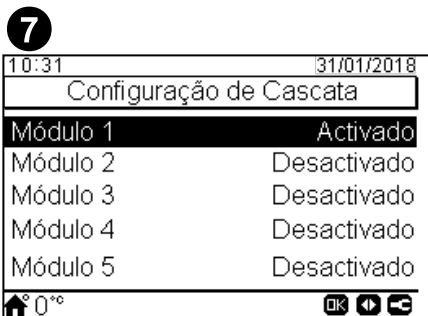 7
10:31 31/01/2018
Configuração de Cascata
Módulo 1 Activado
Módulo 2 Desactivado
Módulo 3 Desactivado
Módulo 4 Desactivado
Módulo 5 Desactivado
0°C OK